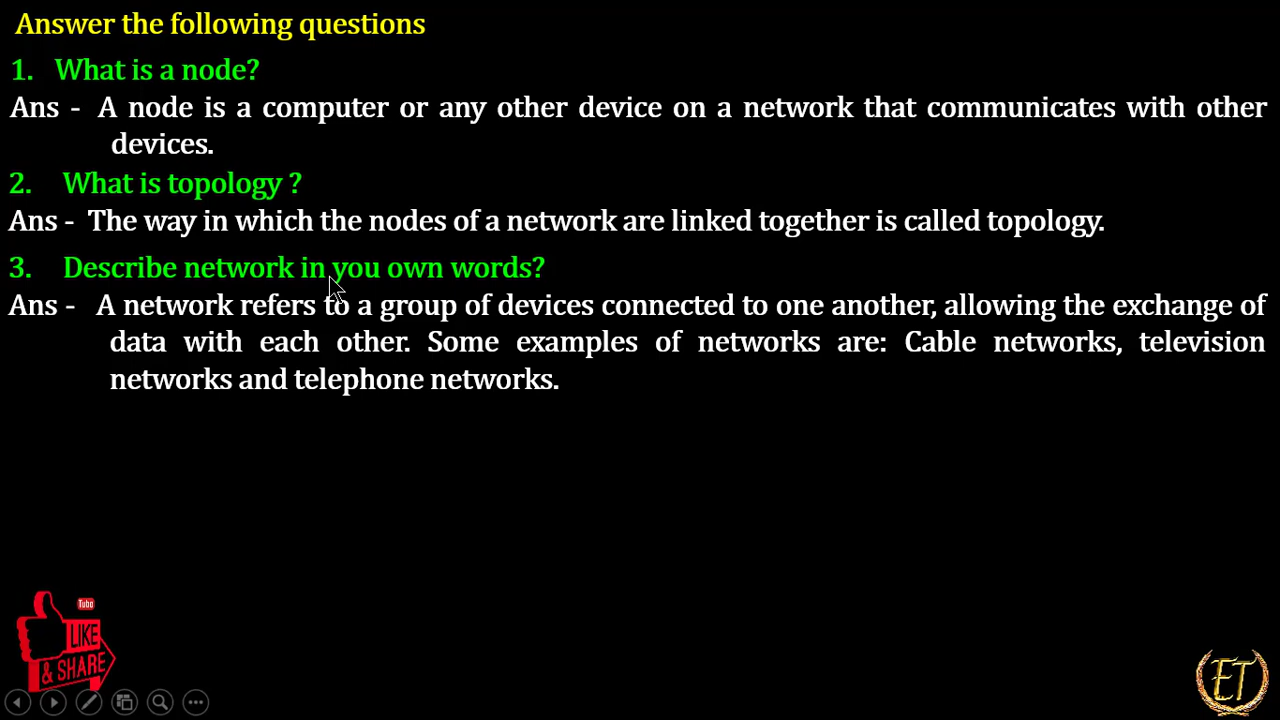 Answer the following questions
1. What is a node?
Ans - A node is a computer or any other device on a network that communicates with other
devices.
2. What is topology ?
Ans - The way in which the nodes of a network are linked together is called topology.
3. Describe network in you own words?
Ans - A network refers to a group of devices connected to one another, allowing the exchange of
data with each other. Some examples of networks are: Cable networks, television
networks and telephone networks.
Tube
LIKE
& SHARE
ET